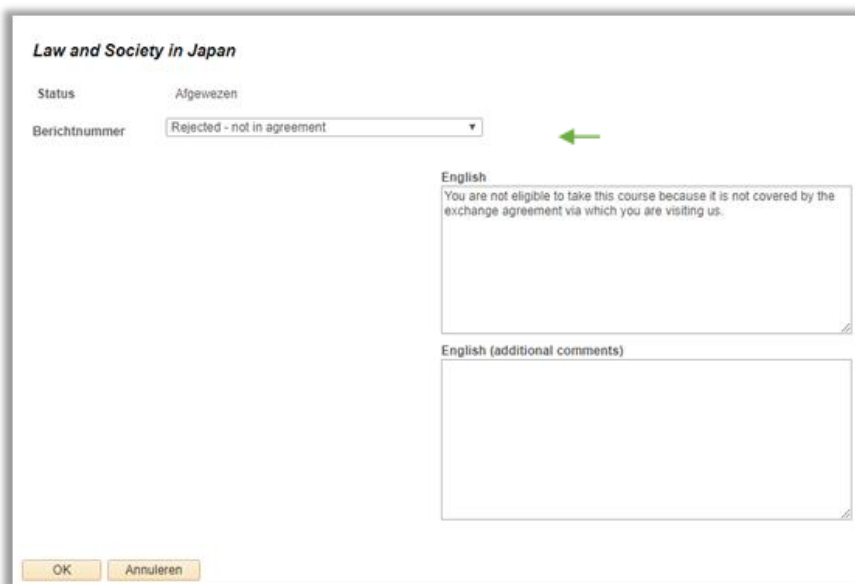 Law and Society in Japan
Status Afgewezen
Berichtnummer Rejected - not in agreement
English
You are not eligible to take this course because it is not covered by the
exchange agreement via which you are visiting us.
English (additional comments)
OK Annuleren